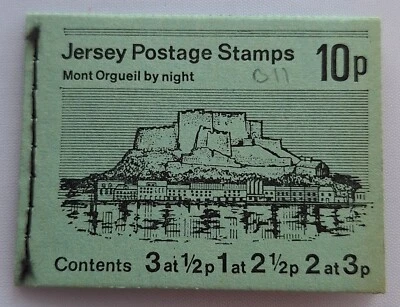 Jersey Postage Stamps 10p
Mont Orgueil by night
011
Contents 3 at ½p 1 at 2½p 2 at 3p